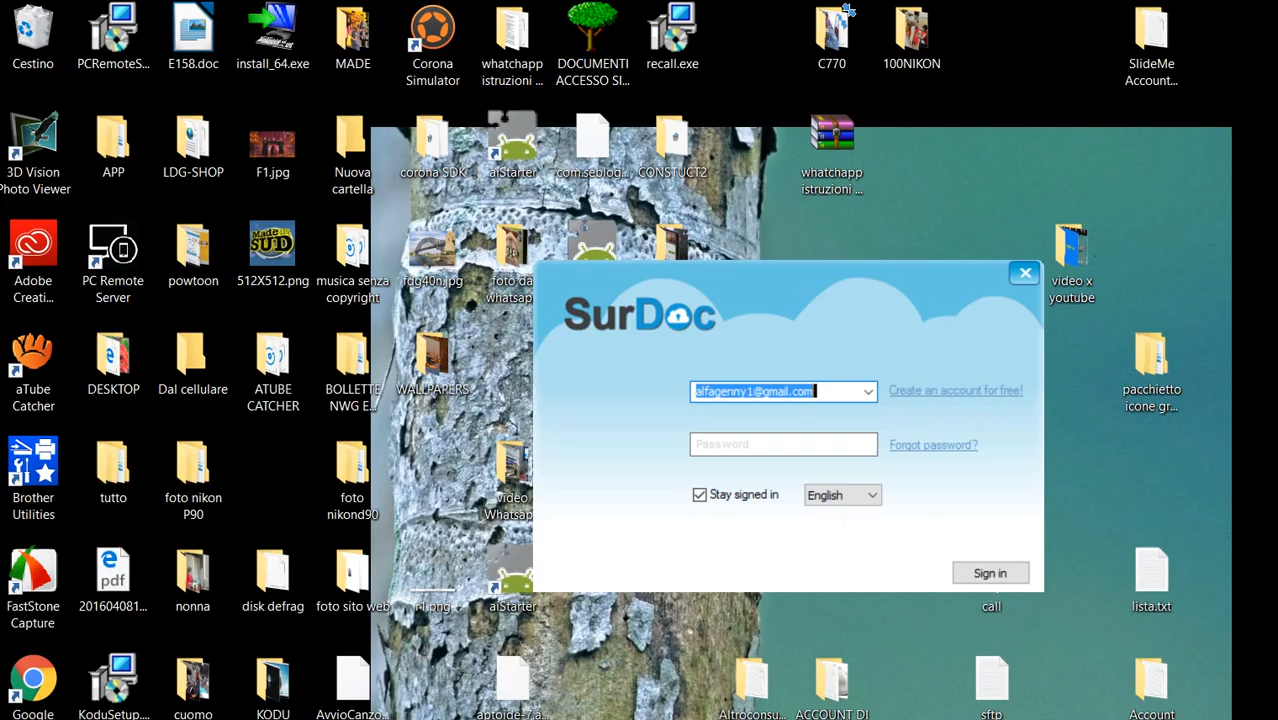 Cestino
PCRemoteS...
E158.doc
install_64.exe
MADE
Corona
Simulator
whatchapp
istruzioni ...
DOCUMENTI
ACCESSO SI...
recall.exe
C770
100NIKON
SlideMe
Account...
3D Vision
Photo Viewer
APP
LDG-SHOP
F1.jpg
Nuova
cartella
corona SDK
aiStarter
com.seblog...
CONSTUCT2
whatchapp
istruzioni ...
Adobe
Creati...
PC Remote
Server
powtoon
512X512.png
musica senza
copyright
fdg40h.jpg
foto da
whatsap...
video x
youtube
SurDoc
alfagenny1@gmail.com
Create an account for free!
Password
Forgot password?
Stay signed in
English
Sign in
aTube
Catcher
DESKTOP
Dal cellulare
ATUBE
CATCHER
BOLLETTE
NWG E...
WALLPAPERS
pacchietto
icone gr...
Brother
Utilities
tutto
foto nikon
P90
foto
nikond90
video
Whatsap...
FastStone
Capture
pdf
201604081...
nonna
disk defrag
foto sito web
r1.png
aiStarter
call
lista.txt
Google
KoduSetup....
cuomo
KODU
AvvioCanzo...
aptoide-7.a...
Altroconsu...
ACCOUNT DI
sftp
Account